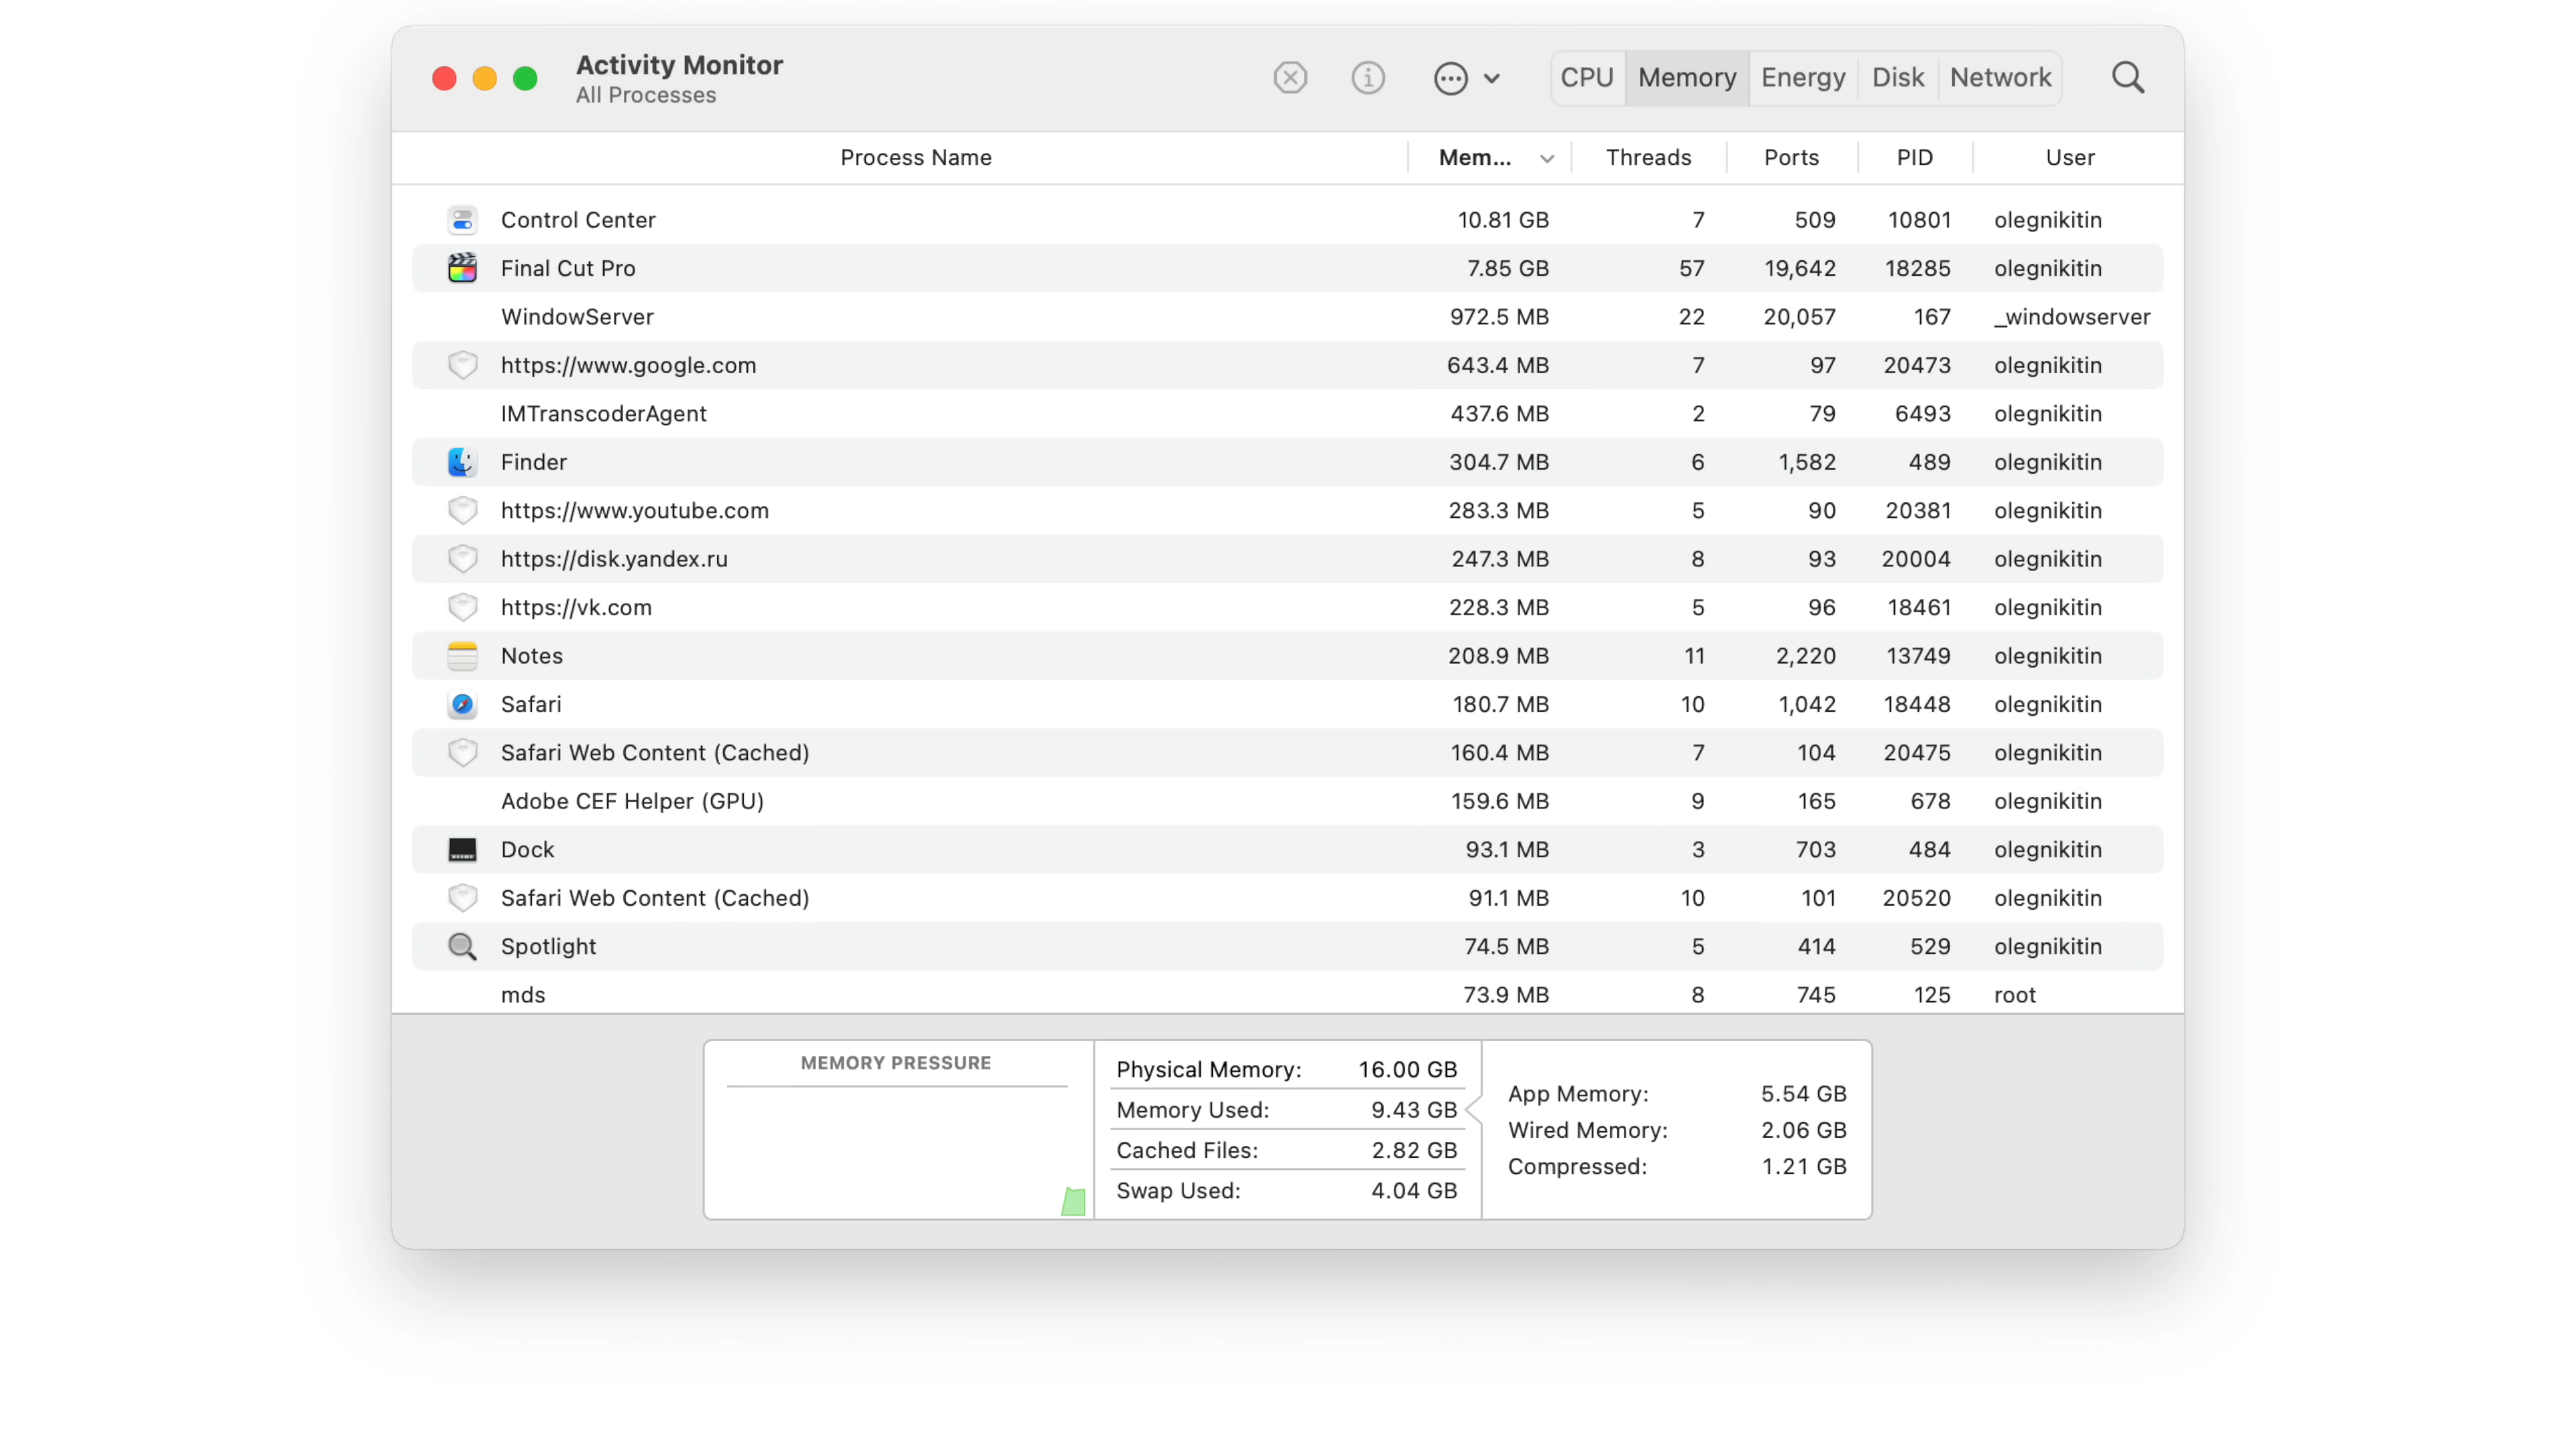 Activity Monitor
All Processes
CPU Memory Energy Disk Network
Process Name Mem... Threads Ports PID User
Control Center 10.81 GB 7 509 10801 olegnikitin
Final Cut Pro 7.85 GB 57 19,642 18285 olegnikitin
WindowServer 972.5 MB 22 20,057 167 _windowserver
https://www.google.com 643.4 MB 7 97 20473 olegnikitin
IMTranscoderAgent 437.6 MB 2 79 6493 olegnikitin
Finder 304.7 MB 6 1,582 489 olegnikitin
https://www.youtube.com 283.3 MB 5 90 20381 olegnikitin
https://disk.yandex.ru 247.3 MB 8 93 20004 olegnikitin
https://vk.com 228.3 MB 5 96 18461 olegnikitin
Notes 208.9 MB 11 2,220 13749 olegnikitin
Safari 180.7 MB 10 1,042 18448 olegnikitin
Safari Web Content (Cached) 160.4 MB 7 104 20475 olegnikitin
Adobe CEF Helper (GPU) 159.6 MB 9 165 678 olegnikitin
Dock 93.1 MB 3 703 484 olegnikitin
Safari Web Content (Cached) 91.1 MB 10 101 20520 olegnikitin
Spotlight 74.5 MB 5 414 529 olegnikitin
mds 73.9 MB 8 745 125 root
MEMORY PRESSURE
Physical Memory: 16.00 GB
Memory Used: 9.43 GB
Cached Files: 2.82 GB
Swap Used: 4.04 GB
App Memory: 5.54 GB
Wired Memory: 2.06 GB
Compressed: 1.21 GB